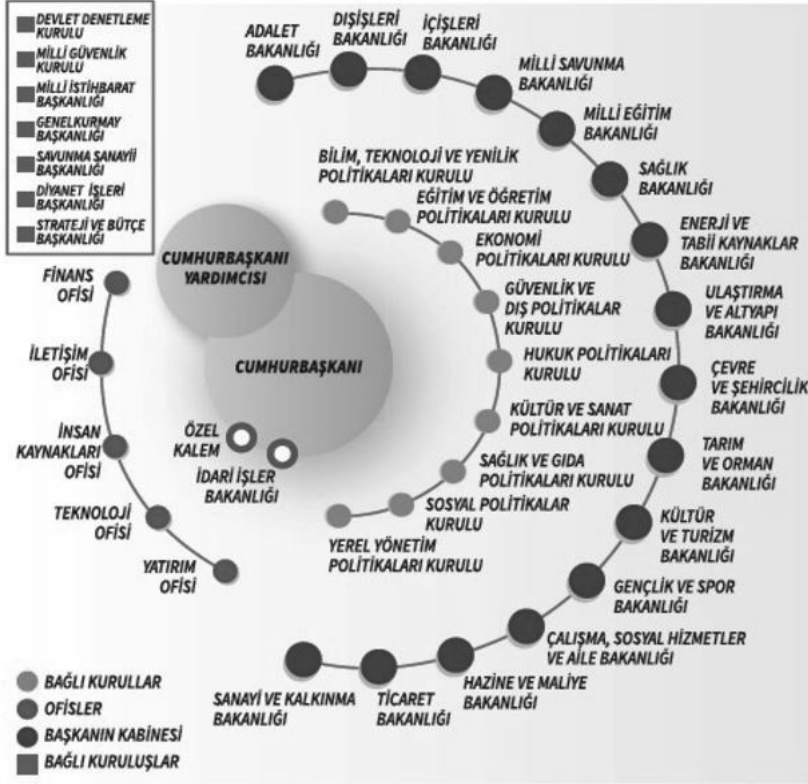 DEVLET DENETLEME
KURULU
MİLLİ GÜVENLİK
KURULU
MİLLİ İSTİHBARAT
BAŞKANLIĞI
GENELKURMAY
BAŞKANLIĞI
SAVUNMA SANAYİİ
BAŞKANLIĞI
DİYANET İŞLERİ
BAŞKANLIĞI
STRATEJİ VE BÜTÇE
BAŞKANLIĞI
ADALET
BAKANLIĞI
DIŞİŞLERİ
BAKANLIĞI
İÇİŞLERİ
BAKANLIĞI
MİLLİ SAVUNMA
BAKANLIĞI
MİLLİ EĞİTİM
BAKANLIĞI
SAĞLIK
BAKANLIĞI
ENERJİ VE
TABİİ KAYNAKLAR
BAKANLIĞI
ULAŞTIRMA
VE ALTYAPI
BAKANLIĞI
ÇEVRE
VE ŞEHİRCİLİK
BAKANLIĞI
TARIM
VE ORMAN
BAKANLIĞI
KÜLTÜR
VE TURİZM
BAKANLIĞI
GENÇLİK VE SPOR
BAKANLIĞI
ÇALIŞMA, SOSYAL HİZMETLER
VE AİLE BAKANLIĞI
HAZİNE VE MALİYE
BAKANLIĞI
TİCARET
BAKANLIĞI
SANAYİ VE KALKINMA
BAKANLIĞI
BİLİM, TEKNOLOJİ VE YENİLİK
POLİTİKALARI KURULU
EĞİTİM VE ÖĞRETİM
POLİTİKALARI KURULU
EKONOMİ
POLİTİKALARI KURULU
GÜVENLİK VE
DIŞ POLİTİKALAR
KURULU
HUKUK POLİTİKALARI
KURULU
KÜLTÜR VE SANAT
POLİTİKALARI KURULU
SAĞLIK VE GIDA
POLİTİKALARI KURULU
SOSYAL POLİTİKALAR
KURULU
YEREL YÖNETİM
POLİTİKALARI KURULU
CUMHURBAŞKANI
YARDIMCISI
CUMHURBAŞKANI
ÖZEL
KALEM
İDARİ İŞLER
BAKANLIĞI
FİNANS
OFİSİ
İLETİŞİM
OFİSİ
İNSAN
KAYNAKLARI
OFİSİ
TEKNOLOJİ
OFİSİ
YATIRIM
OFİSİ
BAĞLI KURULLAR
OFİSLER
BAŞKANIN KABİNESİ
BAĞLI KURULUŞLAR